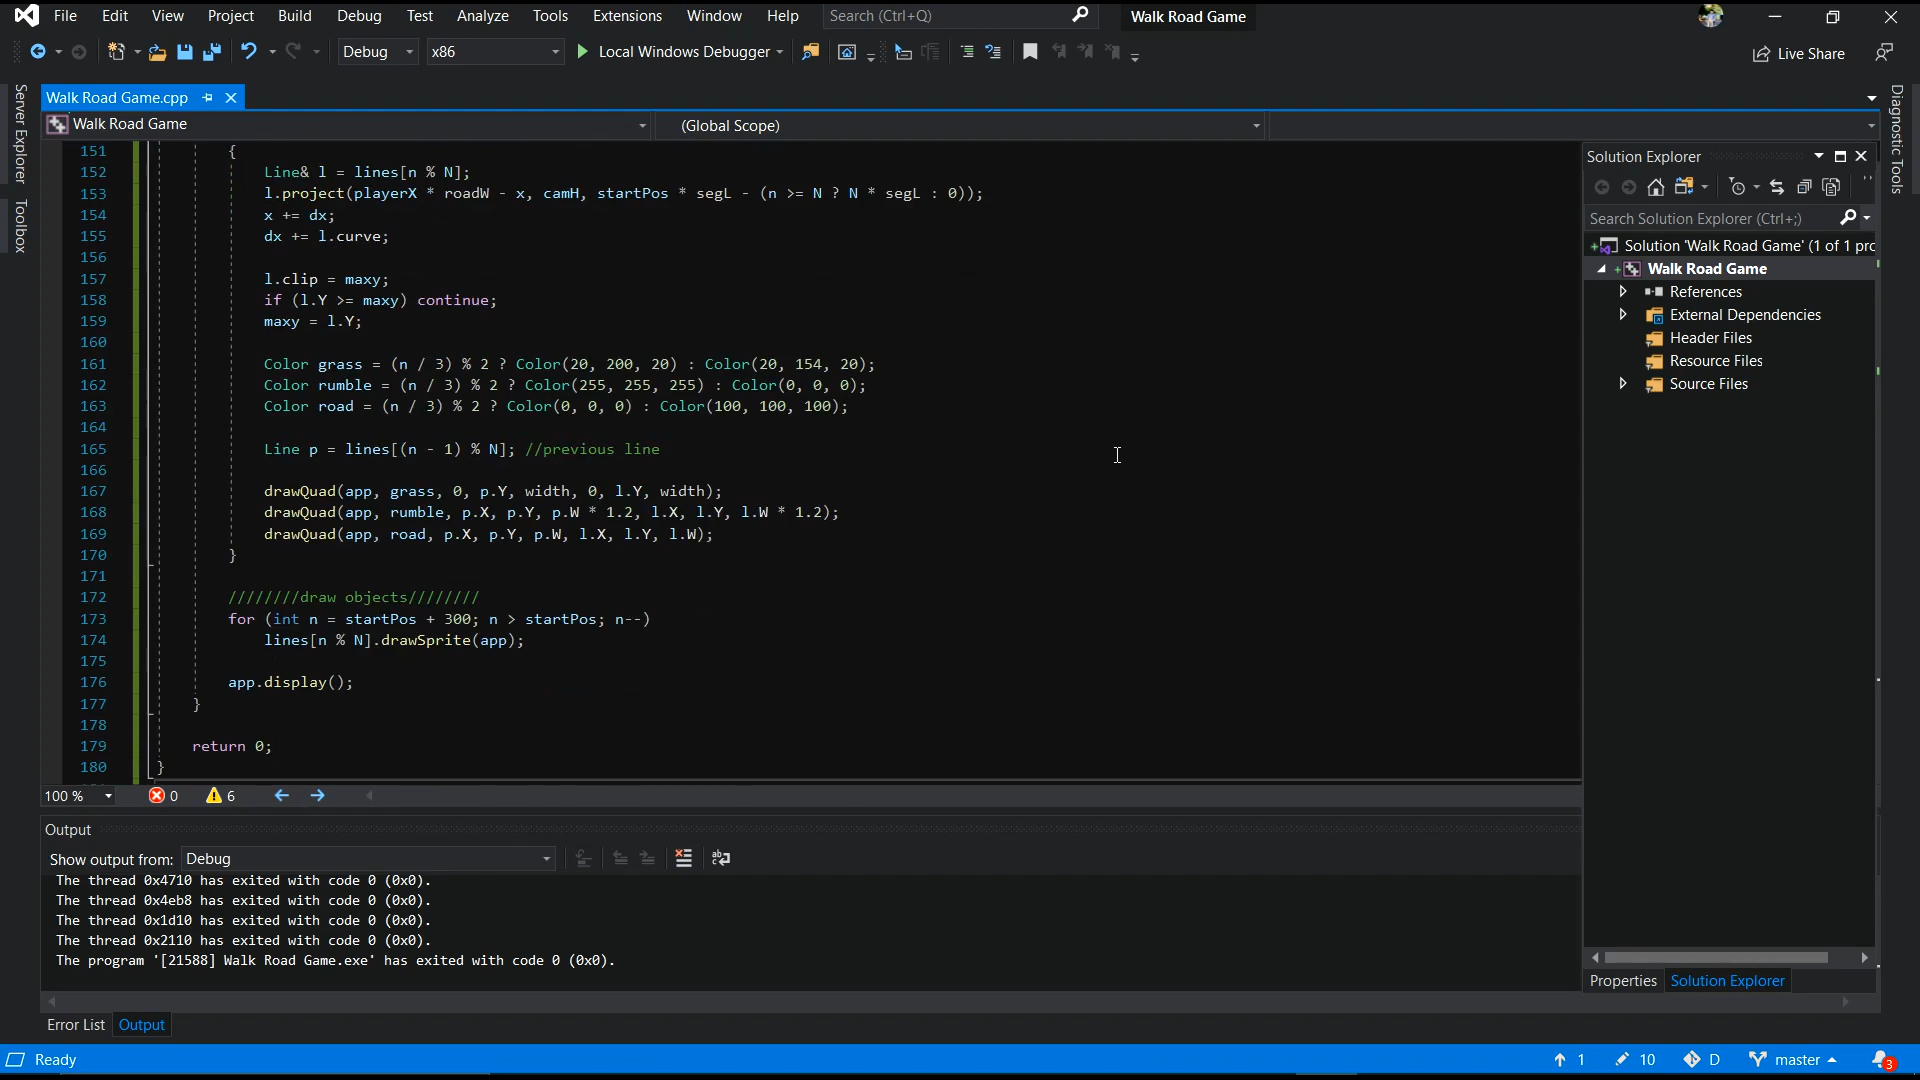 File Edit View Project Build Debug Test Analyze Tools Extensions Window Help Search (Ctrl+Q) Walk Road Game
Debug x86 Local Windows Debugger Live Share
Server Explorer
Toolbox
Walk Road Game.cpp
Walk Road Game (Global Scope)
151 {
152 Line& l = lines[n % N];
153 l.project(playerX * roadW - x, camH, startPos * segL - (n >= N ? N * segL : 0));
154 x += dx;
155 dx += l.curve;
156
157 l.clip = maxy;
158 if (l.Y >= maxy) continue;
159 maxy = l.Y;
160
161 Color grass = (n / 3) % 2 ? Color(20, 200, 20) : Color(20, 154, 20);
162 Color rumble = (n / 3) % 2 ? Color(255, 255, 255) : Color(0, 0, 0);
163 Color road = (n / 3) % 2 ? Color(0, 0, 0) : Color(100, 100, 100);
164
165 Line p = lines[(n - 1) % N]; //previous line
166
167 drawQuad(app, grass, 0, p.Y, width, 0, l.Y, width);
168 drawQuad(app, rumble, p.X, p.Y, p.W * 1.2, l.X, l.Y, l.W * 1.2);
169 drawQuad(app, road, p.X, p.Y, p.W, l.X, l.Y, l.W);
170 }
171
172 ////////draw objects////////
173 for (int n = startPos + 300; n > startPos; n--)
174 lines[n % N].drawSprite(app);
175
176 app.display();
177 }
178
179 return 0;
180 }
100 % 0 6
Output
Show output from: Debug
The thread 0x4710 has exited with code 0 (0x0).
The thread 0x4eb8 has exited with code 0 (0x0).
The thread 0x1d10 has exited with code 0 (0x0).
The thread 0x2110 has exited with code 0 (0x0).
The program '[21588] Walk Road Game.exe' has exited with code 0 (0x0).
Error List Output
Solution Explorer
Search Solution Explorer (Ctrl+;)
Solution 'Walk Road Game' (1 of 1 prc
Walk Road Game
References
External Dependencies
Header Files
Resource Files
Source Files
Properties Solution Explorer
Diagnostic Tools
Ready 1 10 D master 3